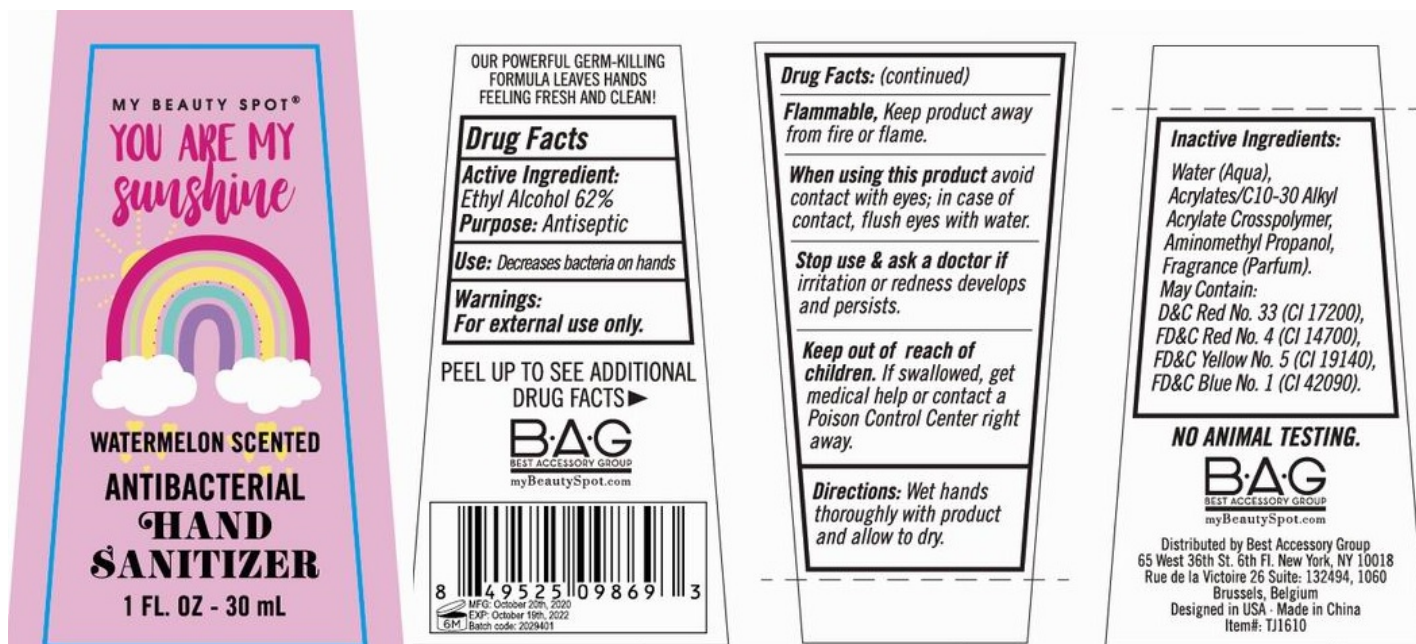 MY BEAUTY SPOT®
YOU ARE MY
sunshine
WATERMELON SCENTED
ANTIBACTERIAL
HAND
SANITIZER
1 FL. OZ - 30 mL
OUR POWERFUL GERM-KILLING
FORMULA LEAVES HANDS
FEELING FRESH AND CLEAN!
Drug Facts
Active Ingredient:
Ethyl Alcohol 62%
Purpose: Antiseptic
Use: Decreases bacteria on hands
Warnings:
For external use only.
PEEL UP TO SEE ADDITIONAL
DRUG FACTS▶
B·A·G
BEST ACCESSORY GROUP
myBeautySpot.com
8 49525 09869 3
6M
MFG: October 20th, 2020
EXP: October 19th, 2022
Batch code: 2029401
Drug Facts: (continued)
Flammable, Keep product away
from fire or flame.
When using this product avoid
contact with eyes; in case of
contact, flush eyes with water.
Stop use & ask a doctor if
irritation or redness develops
and persists.
Keep out of reach of
children. If swallowed, get
medical help or contact a
Poison Control Center right
away.
Directions: Wet hands
thoroughly with product
and allow to dry.
Inactive Ingredients:
Water (Aqua),
Acrylates/C10-30 Alkyl
Acrylate Crosspolymer,
Aminomethyl Propanol,
Fragrance (Parfum).
May Contain:
D&C Red No. 33 (CI 17200),
FD&C Red No. 4 (CI 14700),
FD&C Yellow No. 5 (CI 19140),
FD&C Blue No. 1 (CI 42090).
NO ANIMAL TESTING.
B·A·G
BEST ACCESSORY GROUP
myBeautySpot.com
Distributed by Best Accessory Group
65 West 36th St. 6th Fl. New York, NY 10018
Rue de la Victoire 26 Suite: 132494, 1060
Brussels, Belgium
Designed in USA · Made in China
Item#: TJ1610